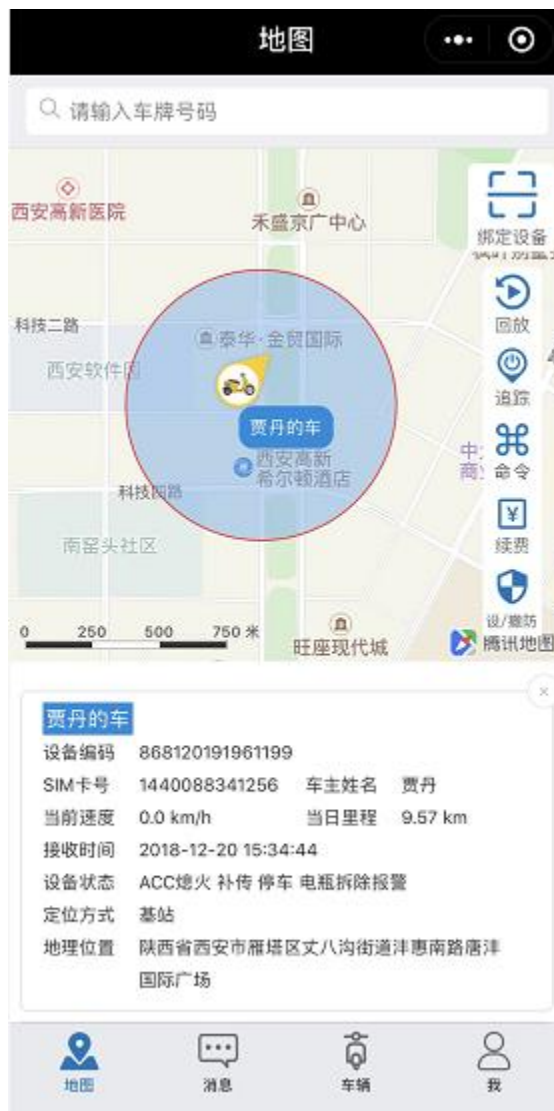 地图
请输入车牌号码
西安高新医院
禾盛京广中心
绑定设备
科技二路
泰华·金贸国际
回放
西安软件园
追踪
贾丹的车
西安高新
希尔顿酒店
命令
科技四路
南窑头社区
续费
0 250 500 750 米
旺座现代城
设/撤防
腾讯地图
贾丹的车
设备编码 868120191961199
SIM卡号 1440088341256 车主姓名 贾丹
当前速度 0.0 km/h 当日里程 9.57 km
接收时间 2018-12-20 15:34:44
设备状态 ACC熄火 补传 停车 电瓶拆除报警
定位方式 基站
地理位置 陕西省西安市雁塔区丈八沟街道沣惠南路唐沣
国际广场
地图 消息 车辆 我